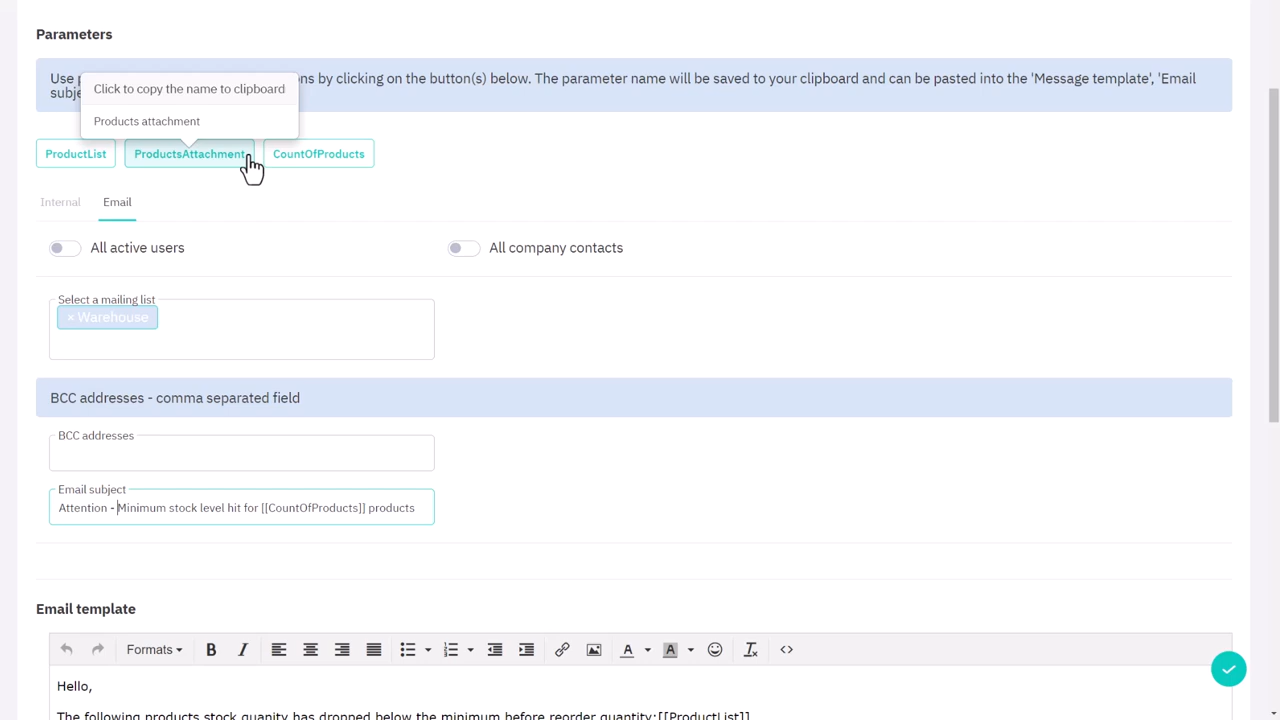 Parameters
Use p ns by clicking on the button(s) below. The parameter name will be saved to your clipboard and can be pasted into the 'Message template', 'Email
subje
Click to copy the name to clipboard
Products attachment
ProductList
ProductsAttachment
CountOfProducts
Internal
Email
All active users
All company contacts
Select a mailing list
× Warehouse
BCC addresses - comma separated field
BCC addresses
Email subject
Attention - Minimum stock level hit for [[CountOfProducts]] products
Email template
Formats
B
I
A
A
Hello,
The following products stock quanity has dropped below the minimum before reorder quantity:[[ProductList]]